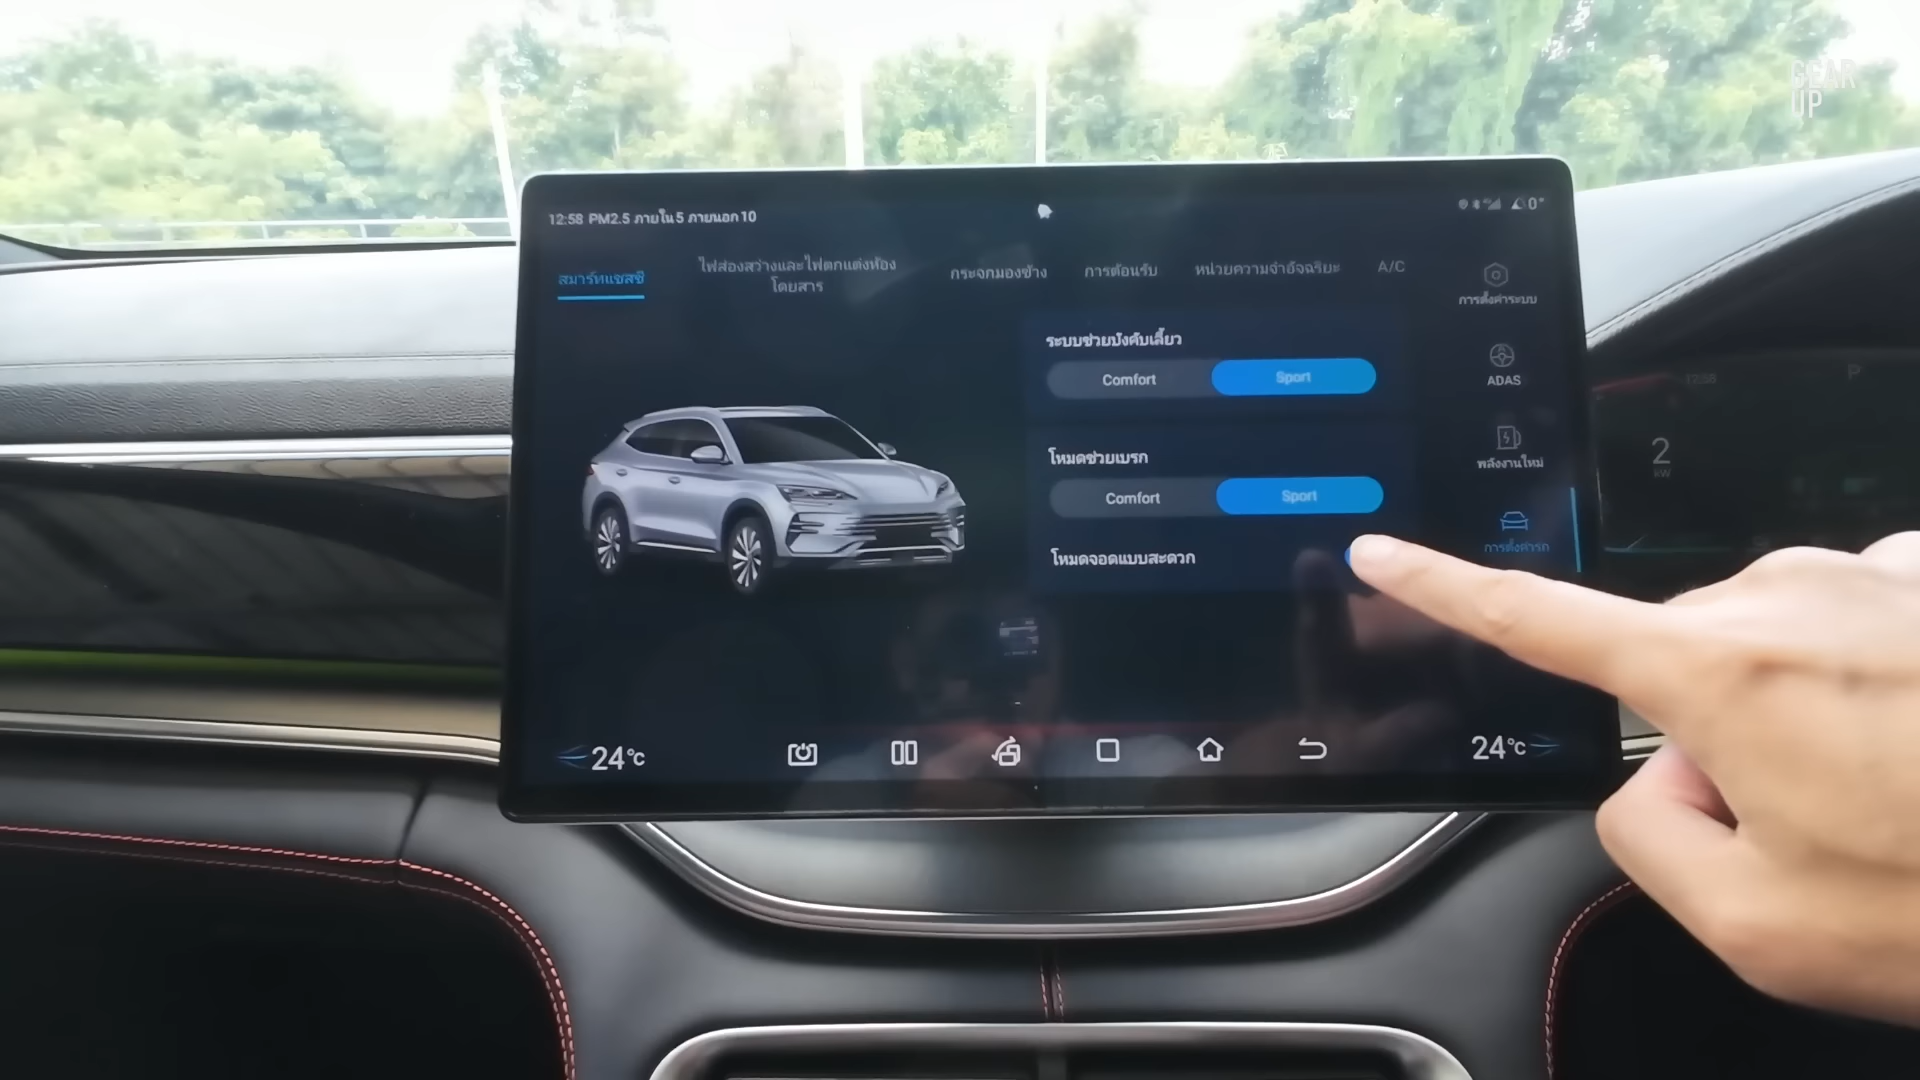 GEAR
UP
12:58 PM2.5 ภายใน 5 ภายนอก 10
0°
สมาร์ทแชสซี
ไฟส่องสว่างและไฟตกแต่งห้อง
โดยสาร
กระจกมองข้าง
การต้อนรับ
หน่วยความจำอัจฉริยะ
A/C
การตั้งค่าระบบ
ระบบช่วยบังคับเลี้ยว
Comfort
Sport
ADAS
โหมดช่วยเบรก
Comfort
Sport
พลังงานใหม่
โหมดจอดแบบสะดวก
การตั้งค่ารถ
24°C
24°C
12:58
P
2
kW